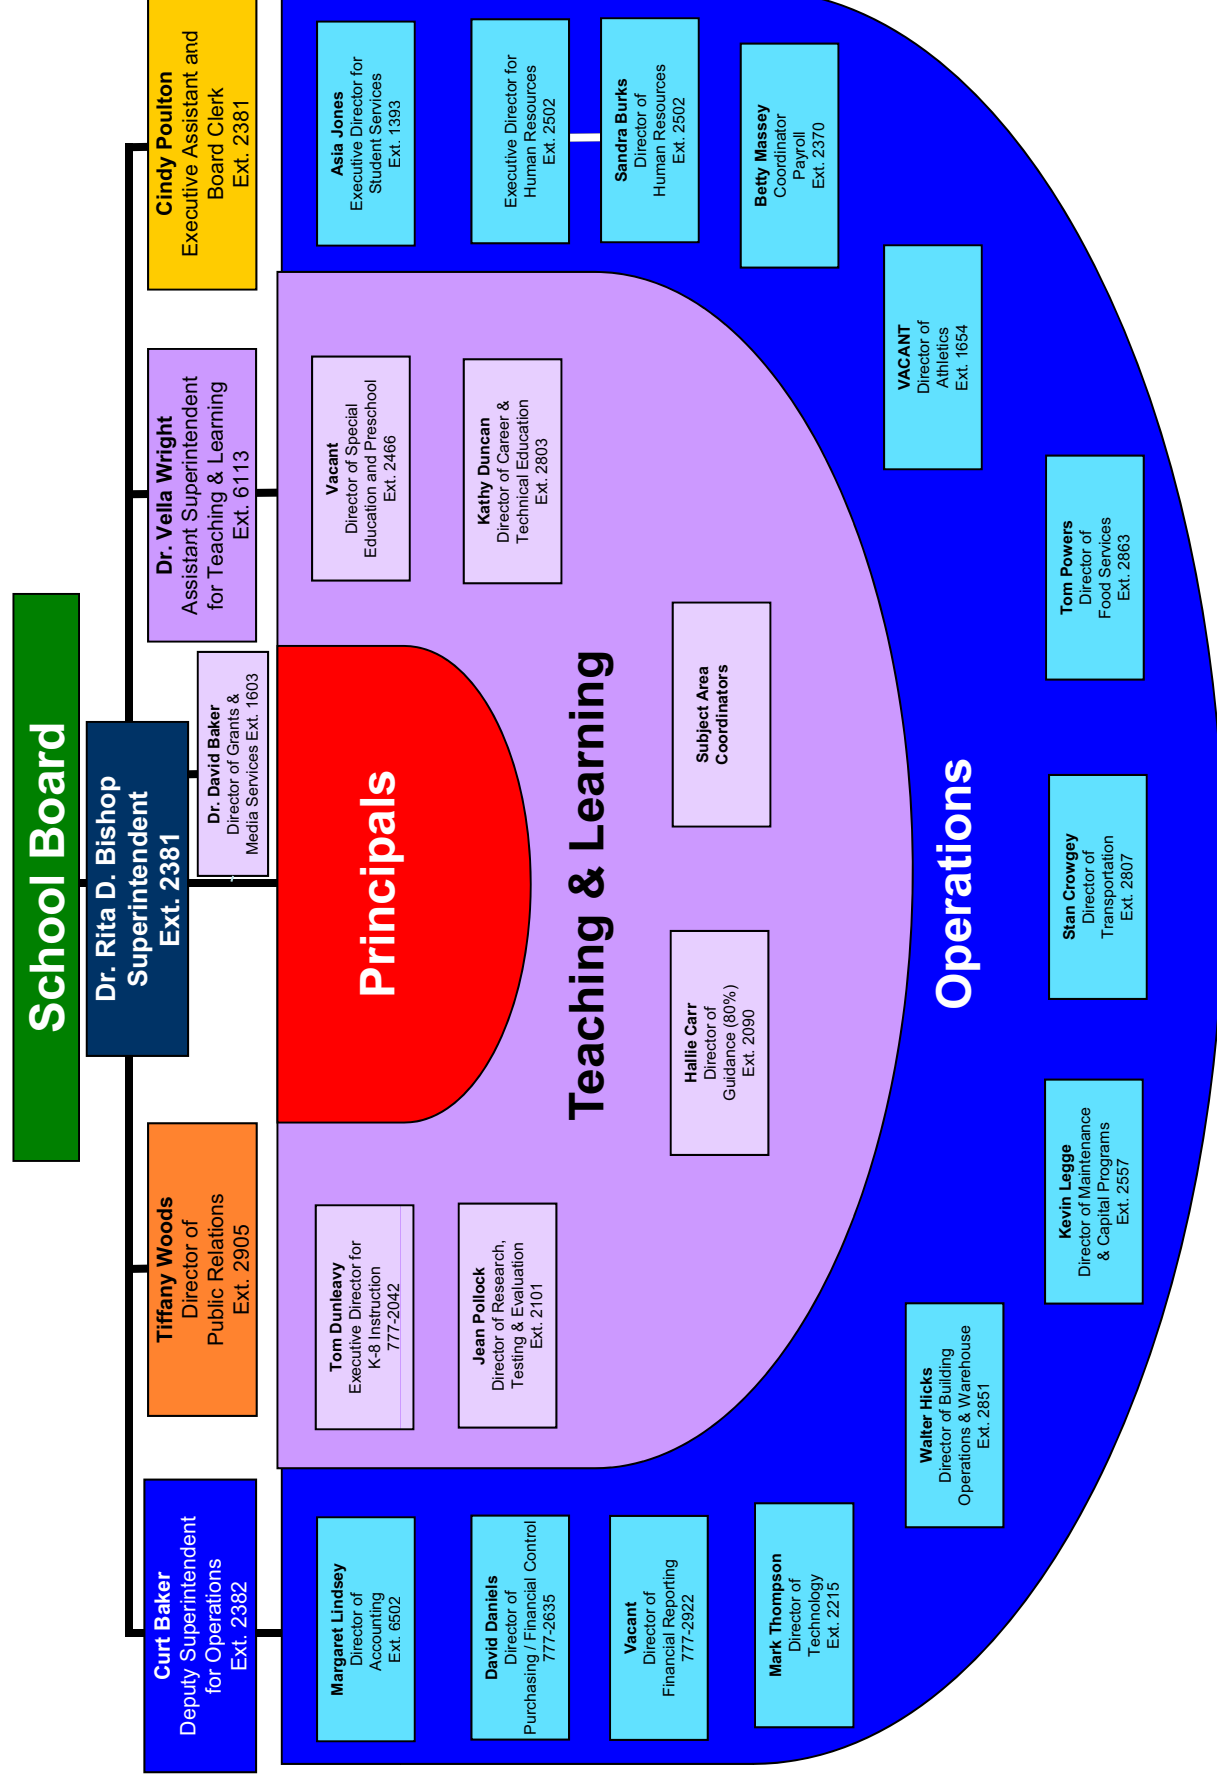 School Board
Dr. Rita D. Bishop
Superintendent
Ext. 2381
Curt Baker
Deputy Superintendent
for Operations
Ext. 2382
Tiffany Woods
Director of
Public Relations
Ext. 2905
Dr. Vella Wright
Assistant Superintendent
for Teaching & Learning
Ext. 6113
Cindy Poulton
Executive Assistant and
Board Clerk
Ext. 2381
Dr. David Baker
Director of Grants &
Media Services Ext. 1603
Principals
Tom Dunleavy
Executive Director for
K-8 Instruction
777-2042
Jean Pollock
Director of Research,
Testing & Evaluation
Ext. 2101
Vacant
Director of Special
Education and Preschool
Ext. 2466
Kathy Duncan
Director of Career &
Technical Education
Ext. 2803
Teaching & Learning
Hallie Carr
Director of
Guidance (80%)
Ext. 2090
Subject Area
Coordinators
Margaret Lindsey
Director of
Accounting
Ext. 6502
David Daniels
Director of
Purchasing / Financial Control
777-2635
Vacant
Director of
Financial Reporting
777-2922
Mark Thompson
Director of
Technology
Ext. 2215
Asia Jones
Executive Director for
Student Services
Ext. 1393
Executive Director for
Human Resources
Ext. 2502
Sandra Burks
Director of
Human Resources
Ext. 2502
Betty Massey
Coordinator
Payroll
Ext. 2370
Operations
Walter Hicks
Director of Building
Operations & Warehouse
Ext. 2851
Kevin Legge
Director of Maintenance
& Capital Programs
Ext. 2557
Stan Crowgey
Director of
Transportation
Ext. 2807
Tom Powers
Director of
Food Services
Ext. 2863
VACANT
Director of
Athletics
Ext. 1654